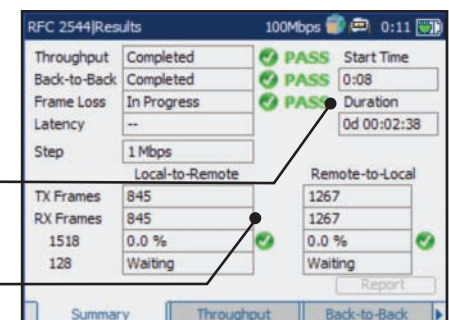 RFC 2544|Results 100Mbps 0:11
Throughput Completed PASS Start Time
Back-to-Back Completed PASS 0:08
Frame Loss In Progress PASS Duration
Latency -- 0d 00:02:38
Step 1 Mbps
Local-to-Remote Remote-to-Local
TX Frames 845 1267
RX Frames 845 1267
1518 0.0 % 0.0 %
128 Waiting Waiting
Report
Summary Throughput Back-to-Back